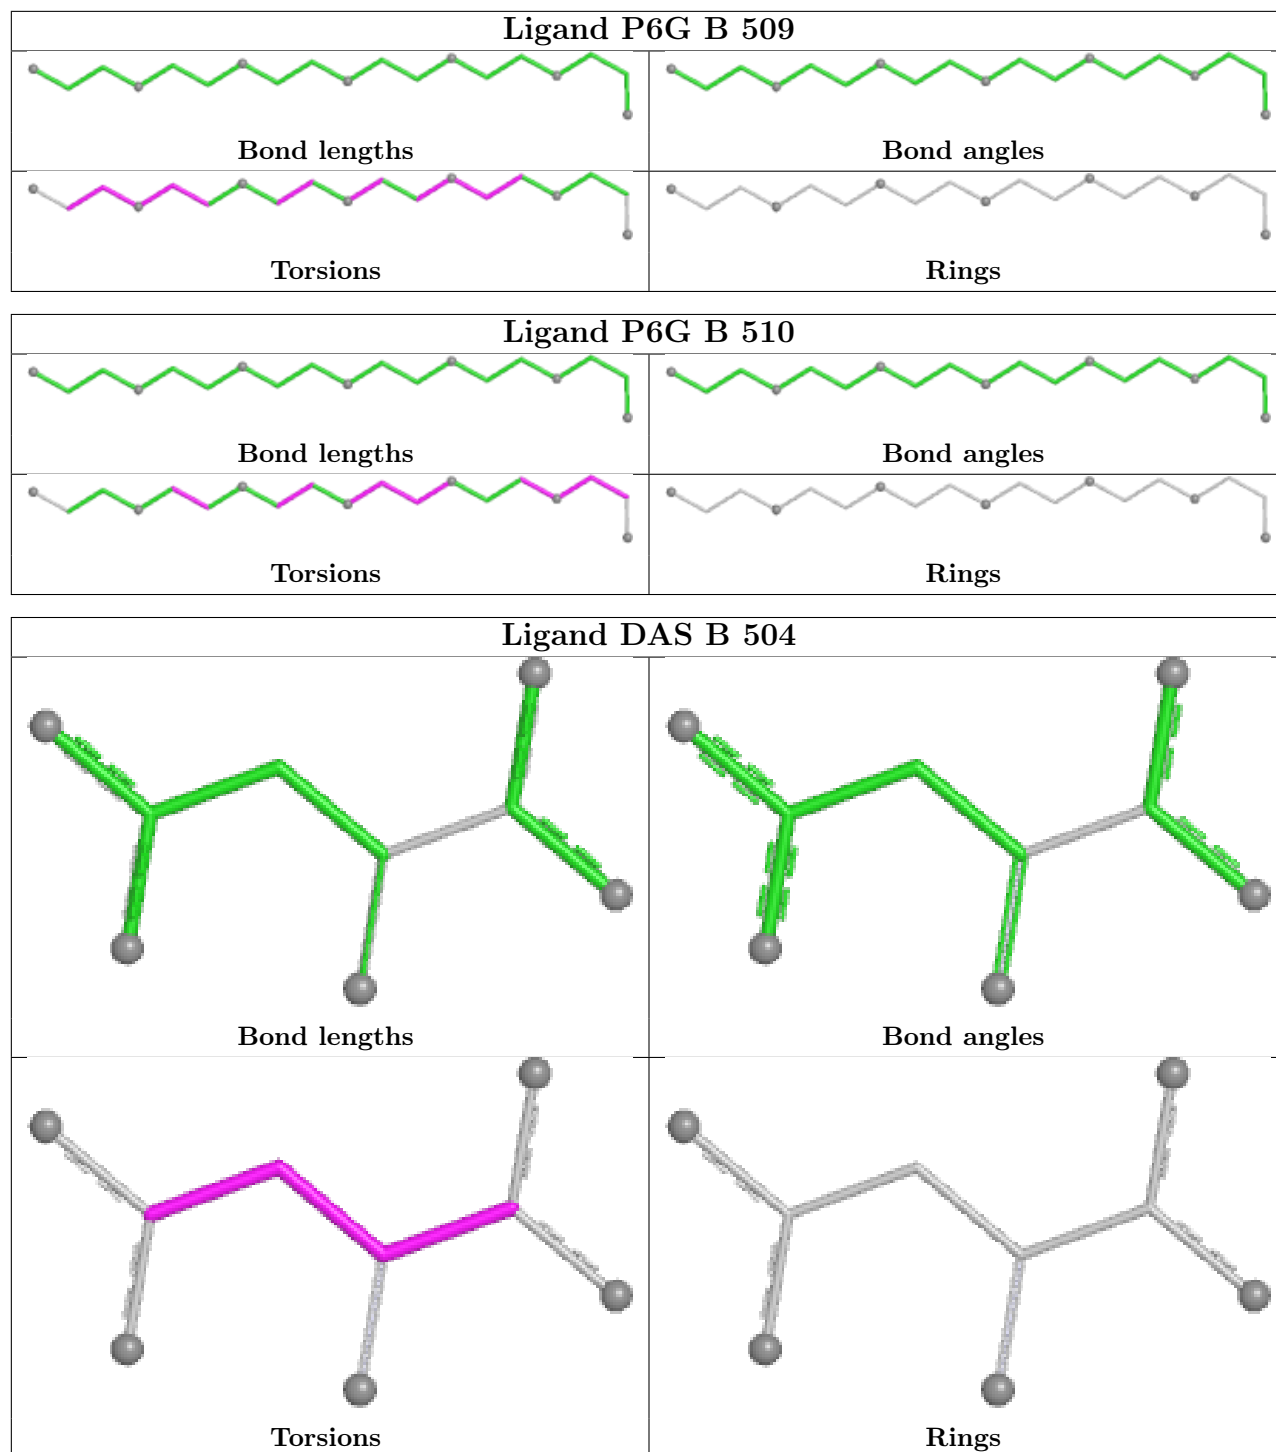 Ligand P6G B 509
Bond lengths
Bond angles
Torsions
Rings
Ligand P6G B 510
Bond lengths
Bond angles
Torsions
Rings
Ligand DAS B 504
Bond lengths
Bond angles
Torsions
Rings